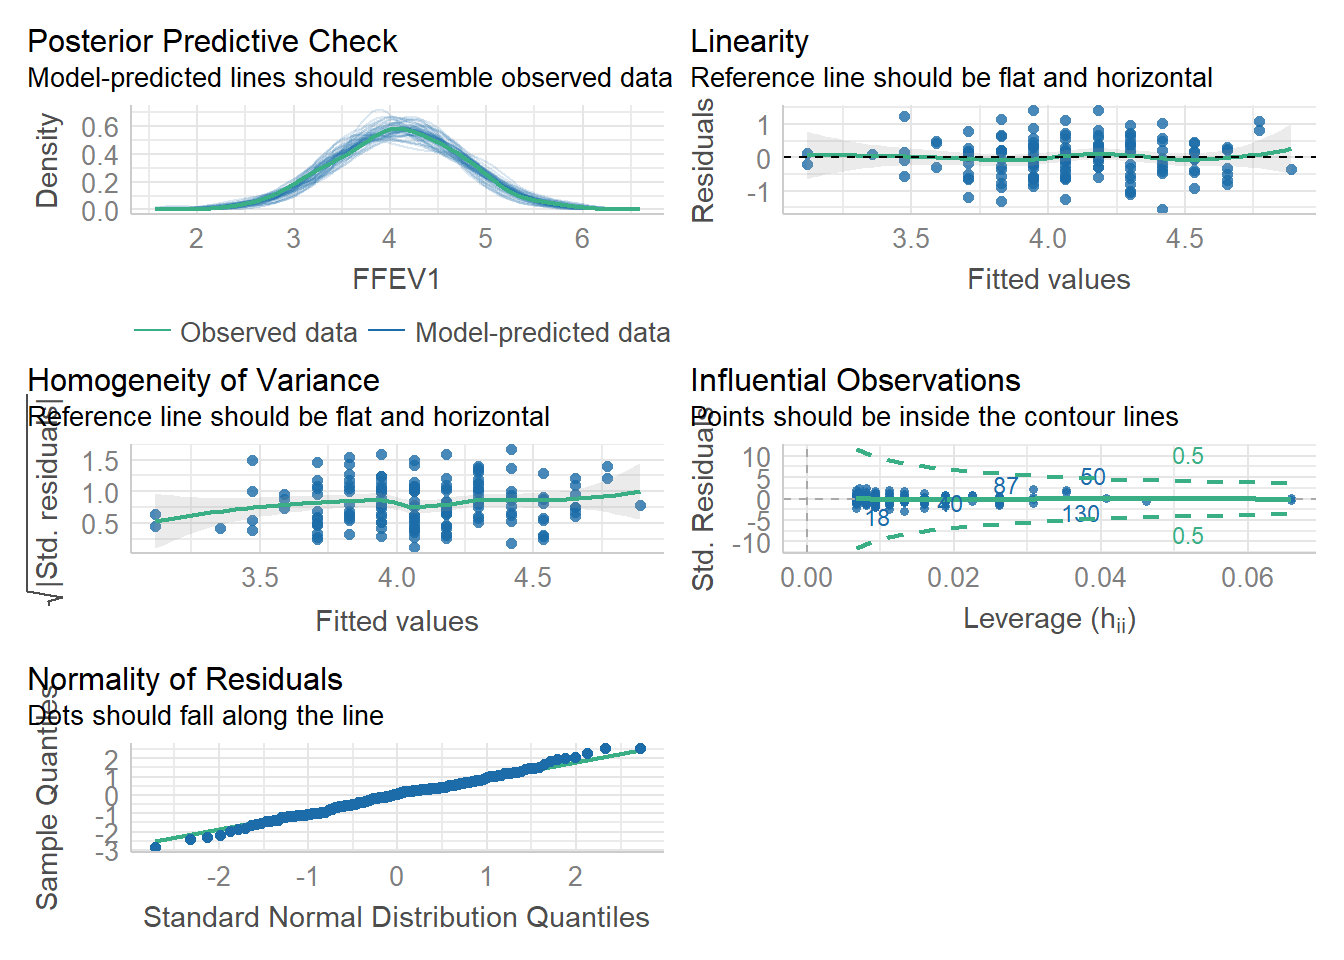 Posterior Predictive Check
Model-predicted lines should resemble observed data
Density
0.6
0.4
0.2
0.0
2 3 4 5 6
FFEV1
Observed data Model-predicted data
Linearity
Reference line should be flat and horizontal
Residuals
1
0
-1
3.5 4.0 4.5
Fitted values
Homogeneity of Variance
Reference line should be flat and horizontal
√|Std. residuals|
1.5
1.0
0.5
3.5 4.0 4.5
Fitted values
Influential Observations
Points should be inside the contour lines
Std. Residuals
10
5
0
-5
-10
0.5
50
87
40
18
130
0.5
0.00 0.02 0.04 0.06
Leverage (hii)
Normality of Residuals
Dots should fall along the line
Sample Quantiles
2
1
0
-1
-2
-3
-2 -1 0 1 2
Standard Normal Distribution Quantiles